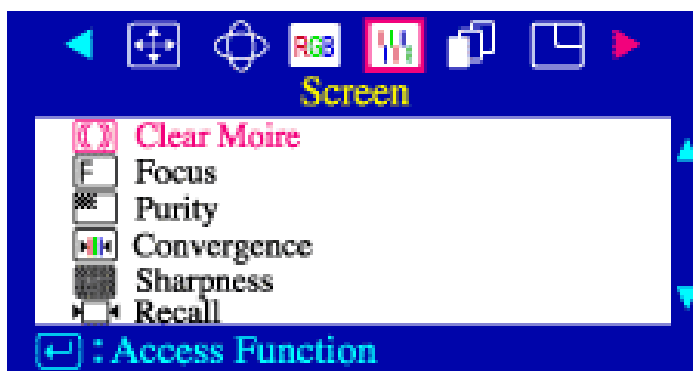 RGB
Screen
Clear Moire
F Focus
Purity
Convergence
Sharpness
Recall
: Access Function